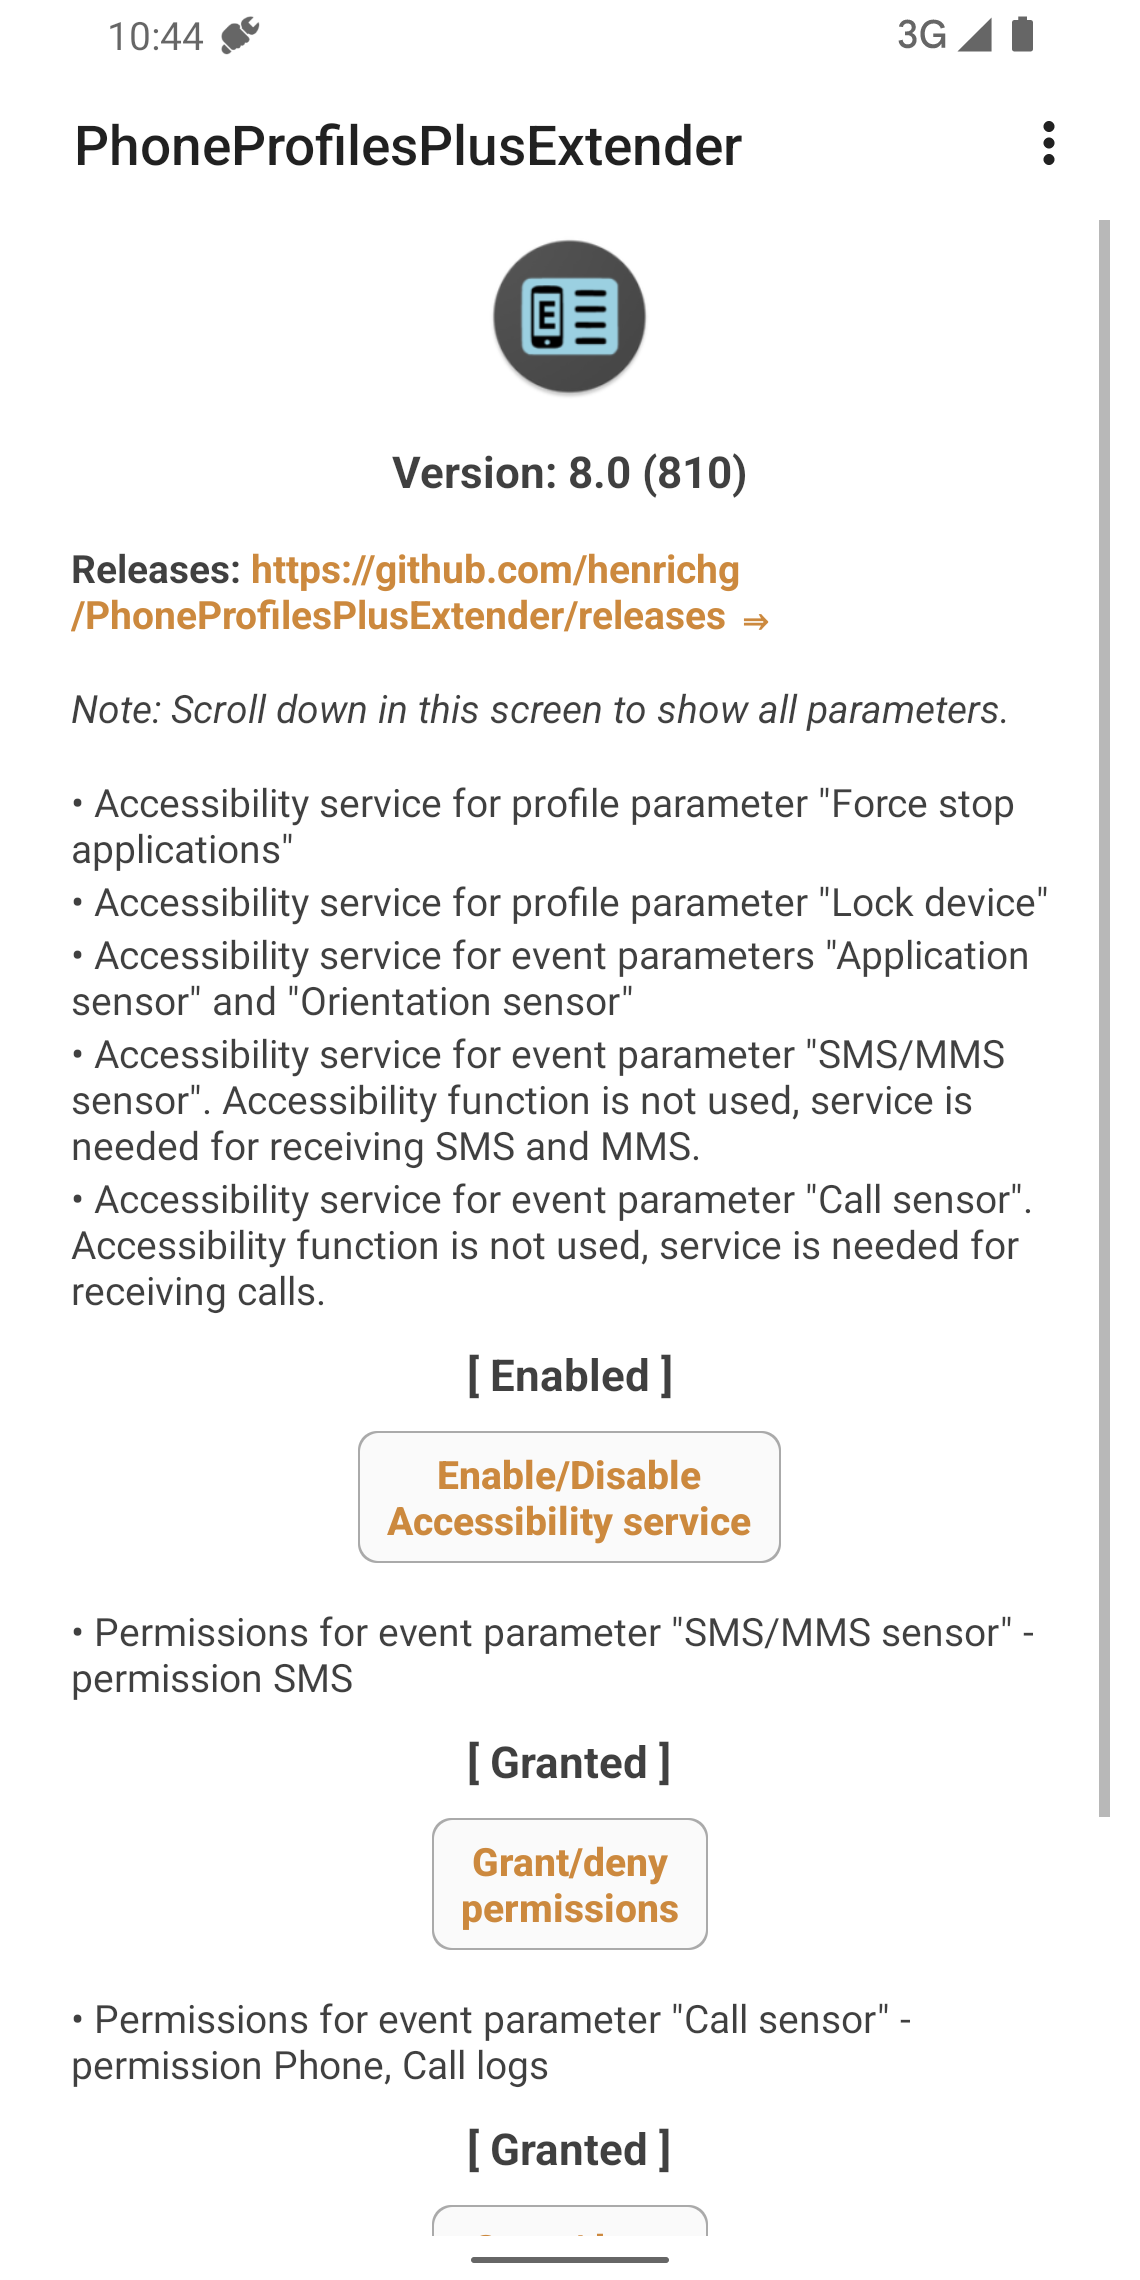 10:44
3G
PhoneProfilesPlusExtender
E
Version: 8.0 (810)
Releases: https://github.com/henrichg
/PhoneProfilesPlusExtender/releases ⇒
Note: Scroll down in this screen to show all parameters.
• Accessibility service for profile parameter "Force stop
applications"
• Accessibility service for profile parameter "Lock device"
• Accessibility service for event parameters "Application
sensor" and "Orientation sensor"
• Accessibility service for event parameter "SMS/MMS
sensor". Accessibility function is not used, service is
needed for receiving SMS and MMS.
• Accessibility service for event parameter "Call sensor".
Accessibility function is not used, service is needed for
receiving calls.
[ Enabled ]
Enable/Disable
Accessibility service
• Permissions for event parameter "SMS/MMS sensor" -
permission SMS
[ Granted ]
Grant/deny
permissions
• Permissions for event parameter "Call sensor" -
permission Phone, Call logs
[ Granted ]